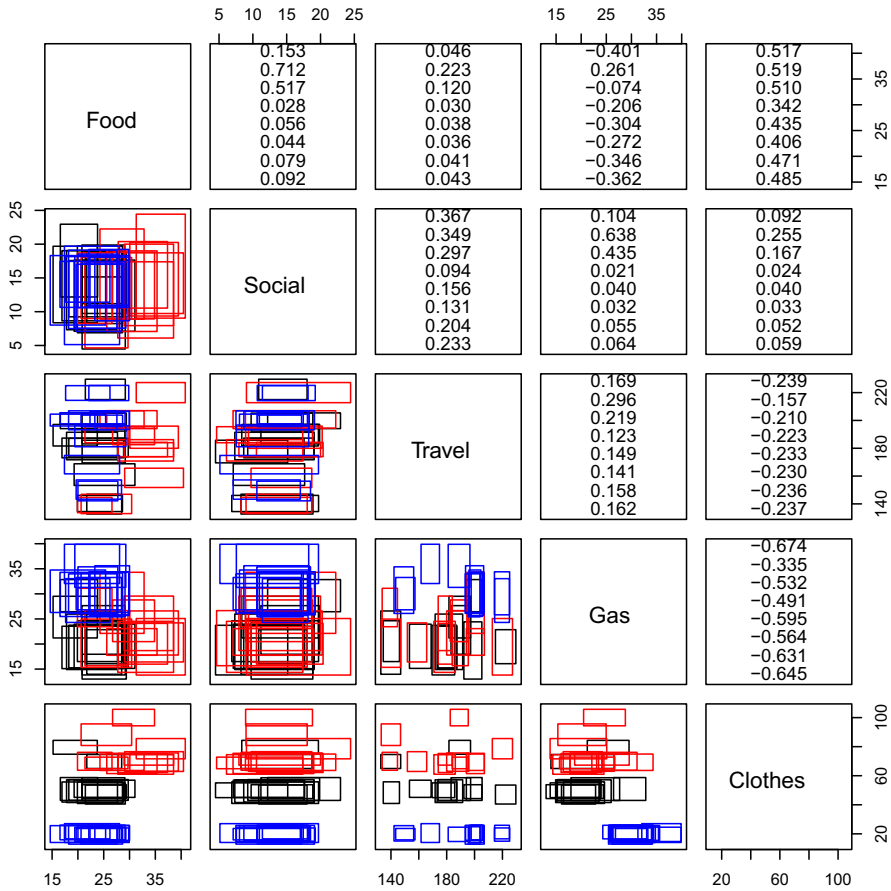 5 10 15 20 25 15 25 35
Food
0.153 0.046 −0.401 0.517
0.712 0.223 0.261 0.519
0.517 0.120 −0.074 0.510
0.028 0.030 −0.206 0.342
0.056 0.038 −0.304 0.435
0.044 0.036 −0.272 0.406
0.079 0.041 −0.346 0.471
0.092 0.043 −0.362 0.485
35
25
15
25
20
15
10
5
Social
0.367 0.104 0.092
0.349 0.638 0.255
0.297 0.435 0.167
0.094 0.021 0.024
0.156 0.040 0.040
0.131 0.032 0.033
0.204 0.055 0.052
0.233 0.064 0.059
Travel
0.169 −0.239
0.296 −0.157
0.219 −0.210
0.123 −0.223
0.149 −0.233
0.141 −0.230
0.158 −0.236
0.162 −0.237
220
180
140
35
25
15
Gas
−0.674
−0.335
−0.532
−0.491
−0.595
−0.564
−0.631
−0.645
Clothes
100
60
20
15 25 35 140 180 220 20 40 60 80 100